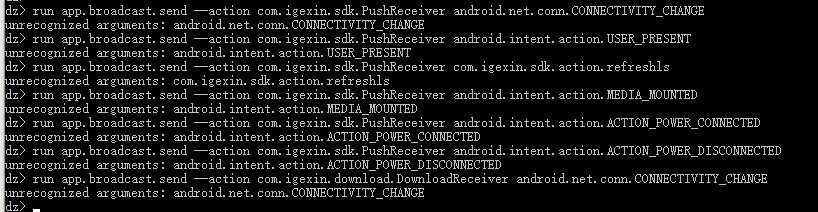 dz> run app.broadcast.send --action com.igexin.sdk.PushReceiver android.net.conn.CONNECTIVITY_CHANGE
unrecognized arguments: android.net.conn.CONNECTIVITY_CHANGE
dz> run app.broadcast.send --action com.igexin.sdk.PushReceiver android.intent.action.USER_PRESENT
unrecognized arguments: android.intent.action.USER_PRESENT
dz> run app.broadcast.send --action com.igexin.sdk.PushReceiver com.igexin.sdk.action.refreshls
unrecognized arguments: com.igexin.sdk.action.refreshls
dz> run app.broadcast.send --action com.igexin.sdk.PushReceiver android.intent.action.MEDIA_MOUNTED
unrecognized arguments: android.intent.action.MEDIA_MOUNTED
dz> run app.broadcast.send --action com.igexin.sdk.PushReceiver android.intent.action.ACTION_POWER_CONNECTED
unrecognized arguments: android.intent.action.ACTION_POWER_CONNECTED
dz> run app.broadcast.send --action com.igexin.sdk.PushReceiver android.intent.action.ACTION_POWER_DISCONNECTED
unrecognized arguments: android.intent.action.ACTION_POWER_DISCONNECTED
dz> run app.broadcast.send --action com.igexin.download.DownloadReceiver android.net.conn.CONNECTIVITY_CHANGE
unrecognized arguments: android.net.conn.CONNECTIVITY_CHANGE
dz>